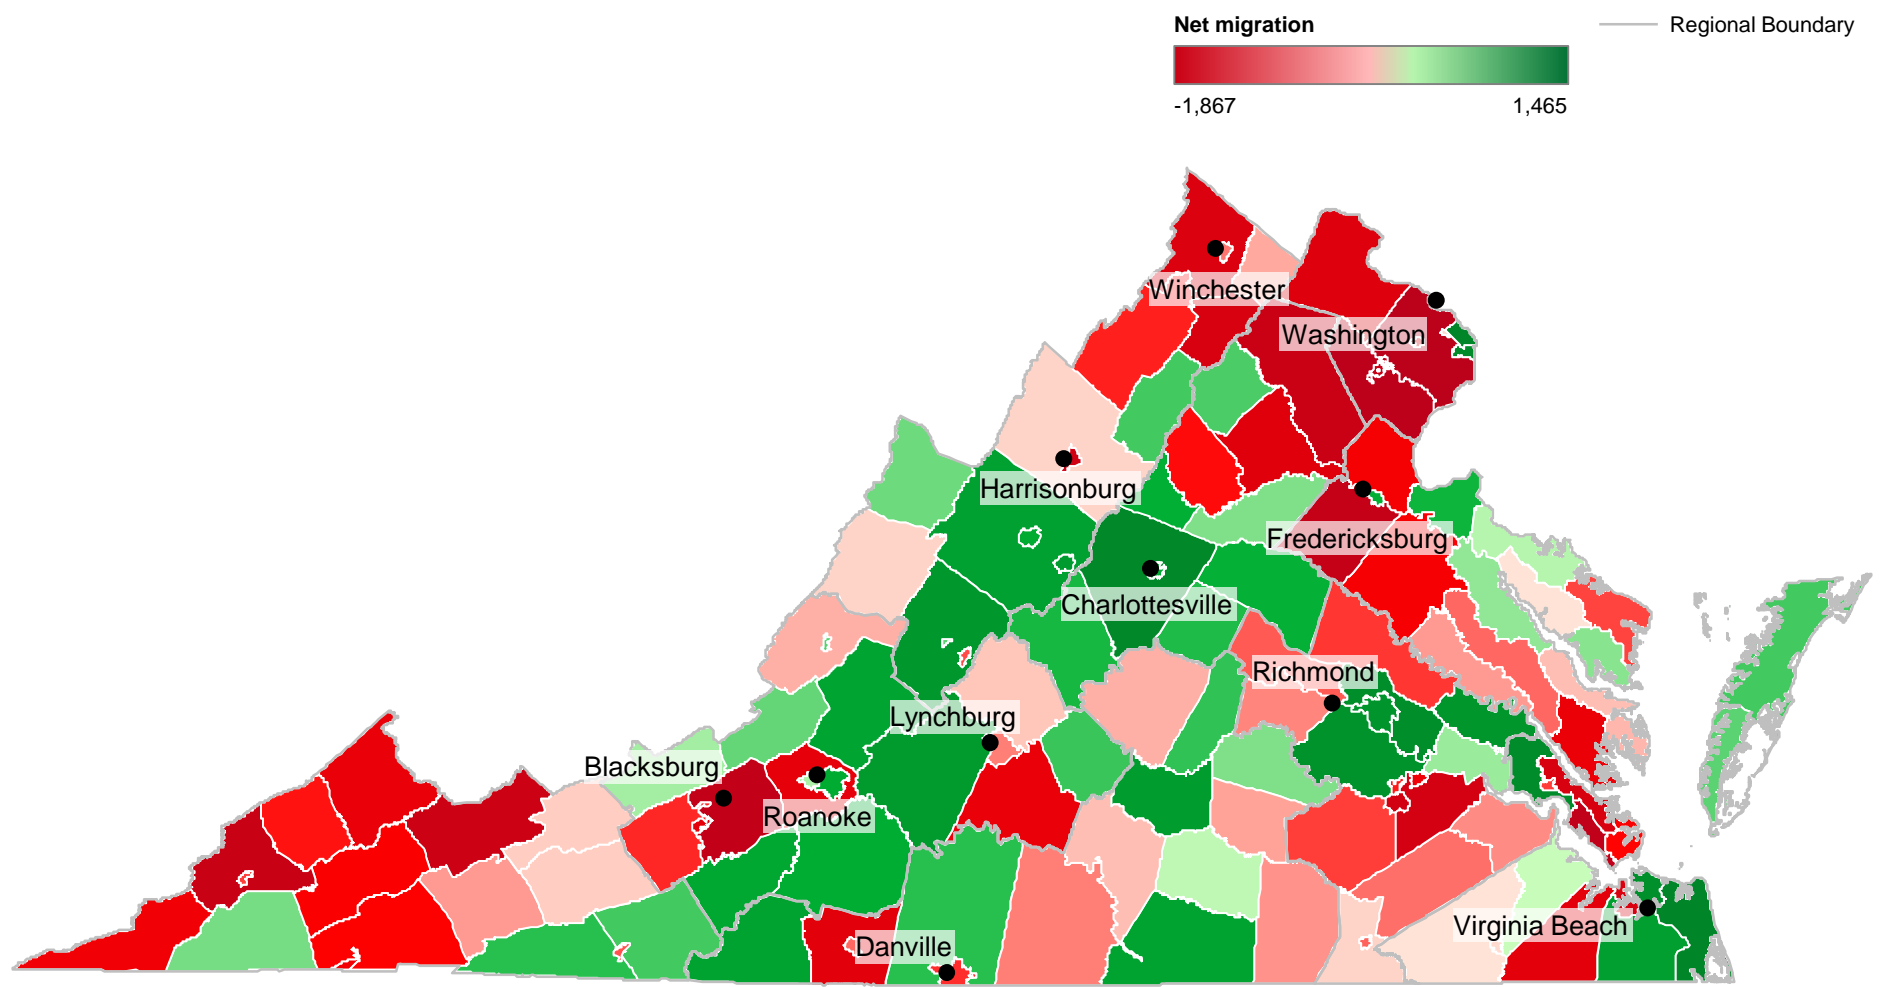 Net migration
Regional Boundary
-1,867
1,465
Winchester
Washington
Harrisonburg
Fredericksburg
Charlottesville
Richmond
Lynchburg
Blacksburg
Roanoke
Virginia Beach
Danville